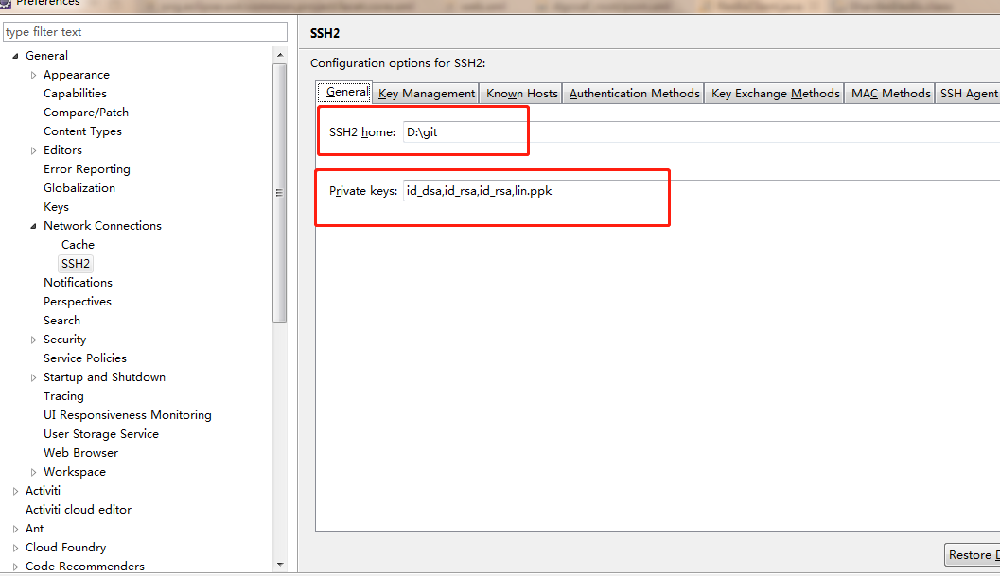 Preferences
type filter text
General
Appearance
Capabilities
Compare/Patch
Content Types
Editors
Error Reporting
Globalization
Keys
Network Connections
Cache
SSH2
Notifications
Perspectives
Search
Security
Service Policies
Startup and Shutdown
Tracing
UI Responsiveness Monitoring
User Storage Service
Web Browser
Workspace
Activiti
Activiti cloud editor
Ant
Cloud Foundry
Code Recommenders
SSH2
Configuration options for SSH2:
General Key Management Known Hosts Authentication Methods Key Exchange Methods MAC Methods SSH Agent
SSH2 home: D:\git
Private keys: id_dsa,id_rsa,id_rsa,lin.ppk
Restore